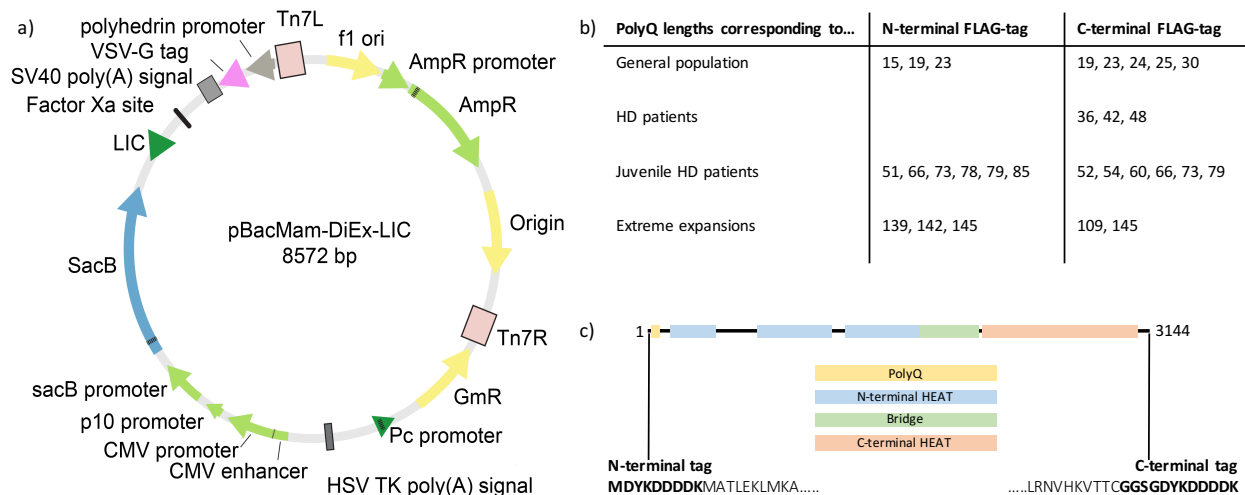 a)
polyhedrin promoter
VSV-G tag
SV40 poly(A) signal
Factor Xa site
LIC
SacB
sacB promoter
p10 promoter
CMV promoter
CMV enhancer
HSV TK poly(A) signal
Pc promoter
GmR
Tn7R
Origin
AmpR
AmpR promoter
f1 ori
Tn7L
pBacMam-DiEx-LIC
8572 bp
b)
PolyQ lengths corresponding to... N-terminal FLAG-tag C-terminal FLAG-tag
General population 15, 19, 23 19, 23, 24, 25, 30
HD patients 36, 42, 48
Juvenile HD patients 51, 66, 73, 78, 79, 85 52, 54, 60, 66, 73, 79
Extreme expansions 139, 142, 145 109, 145
c)
1 3144
PolyQ
N-terminal HEAT
Bridge
C-terminal HEAT
N-terminal tag C-terminal tag
MDYKDDDDKMATLEKLMKA..... .....LRNVHKVTTCGGSGDYKDDDDK